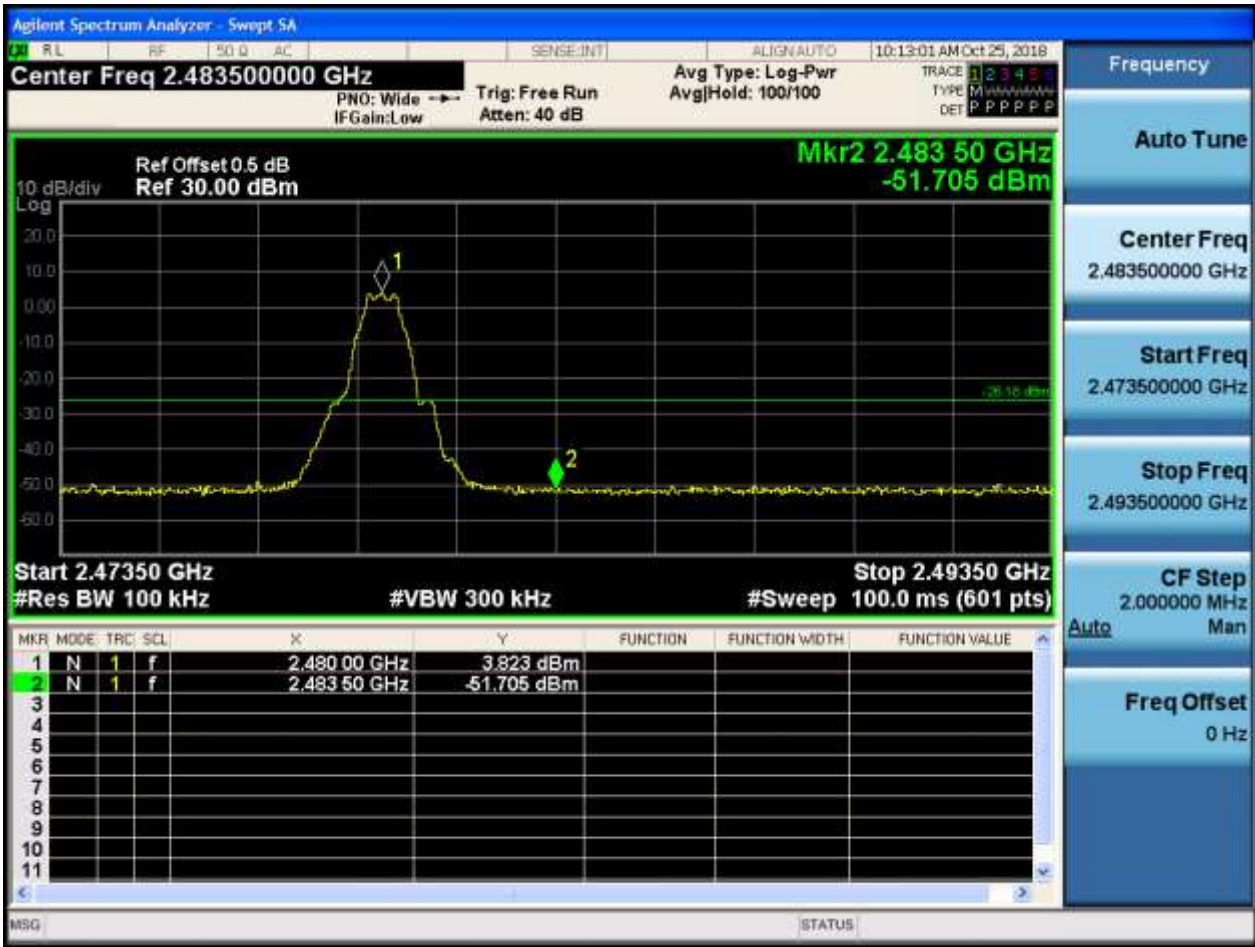 Agilent Spectrum Analyzer - Swept SA
RL RF 50 Ω AC SENSE:INT ALIGN AUTO 10:13:01 AM Oct 25, 2018
Center Freq 2.483500000 GHz
PNO: Wide
IFGain:Low
Trig: Free Run
Atten: 40 dB
Avg Type: Log-Pwr
Avg|Hold: 100/100
TRACE 1 2 3 4 5 6
TYPE M
DET P P P P P P
Ref Offset 0.5 dB
10 dB/div Ref 30.00 dBm
Log
Mkr2 2.483 50 GHz
-51.705 dBm
20.0
10.0
0.00
-10.0
-20.0
-30.0
-40.0
-50.0
-60.0
1
2
-26.18 dBm
Start 2.47350 GHz Stop 2.49350 GHz
#Res BW 100 kHz #VBW 300 kHz #Sweep 100.0 ms (601 pts)
MKR MODE TRC SCL X Y FUNCTION FUNCTION WIDTH FUNCTION VALUE
1 N 1 f 2.480 00 GHz 3.823 dBm
2 N 1 f 2.483 50 GHz -51.705 dBm
3
4
5
6
7
8
9
10
11
MSG STATUS
Frequency
Auto Tune
Center Freq
2.483500000 GHz
Start Freq
2.473500000 GHz
Stop Freq
2.493500000 GHz
CF Step
2.000000 MHz
Auto Man
Freq Offset
0 Hz